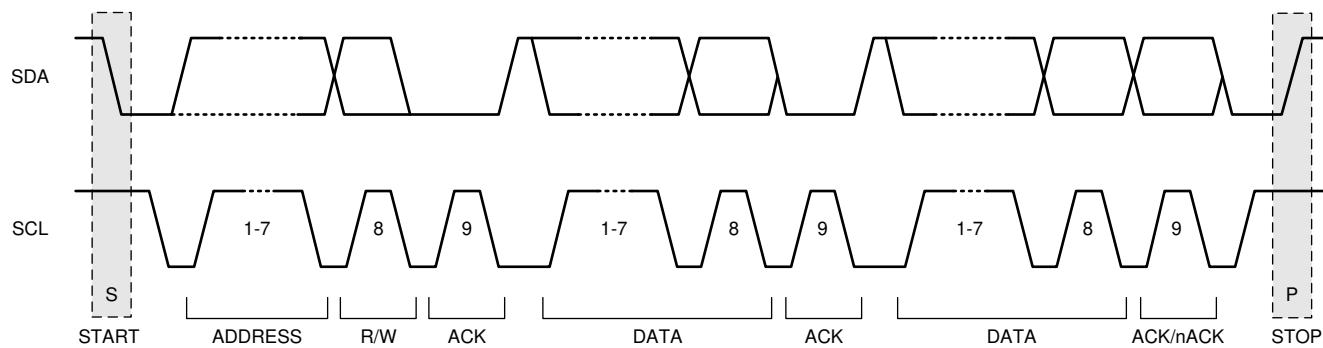 SDA
SCL 1-7 8 9 1-7 8 9 1-7 8 9
S P
START ADDRESS R/W ACK DATA ACK DATA ACK/nACK STOP